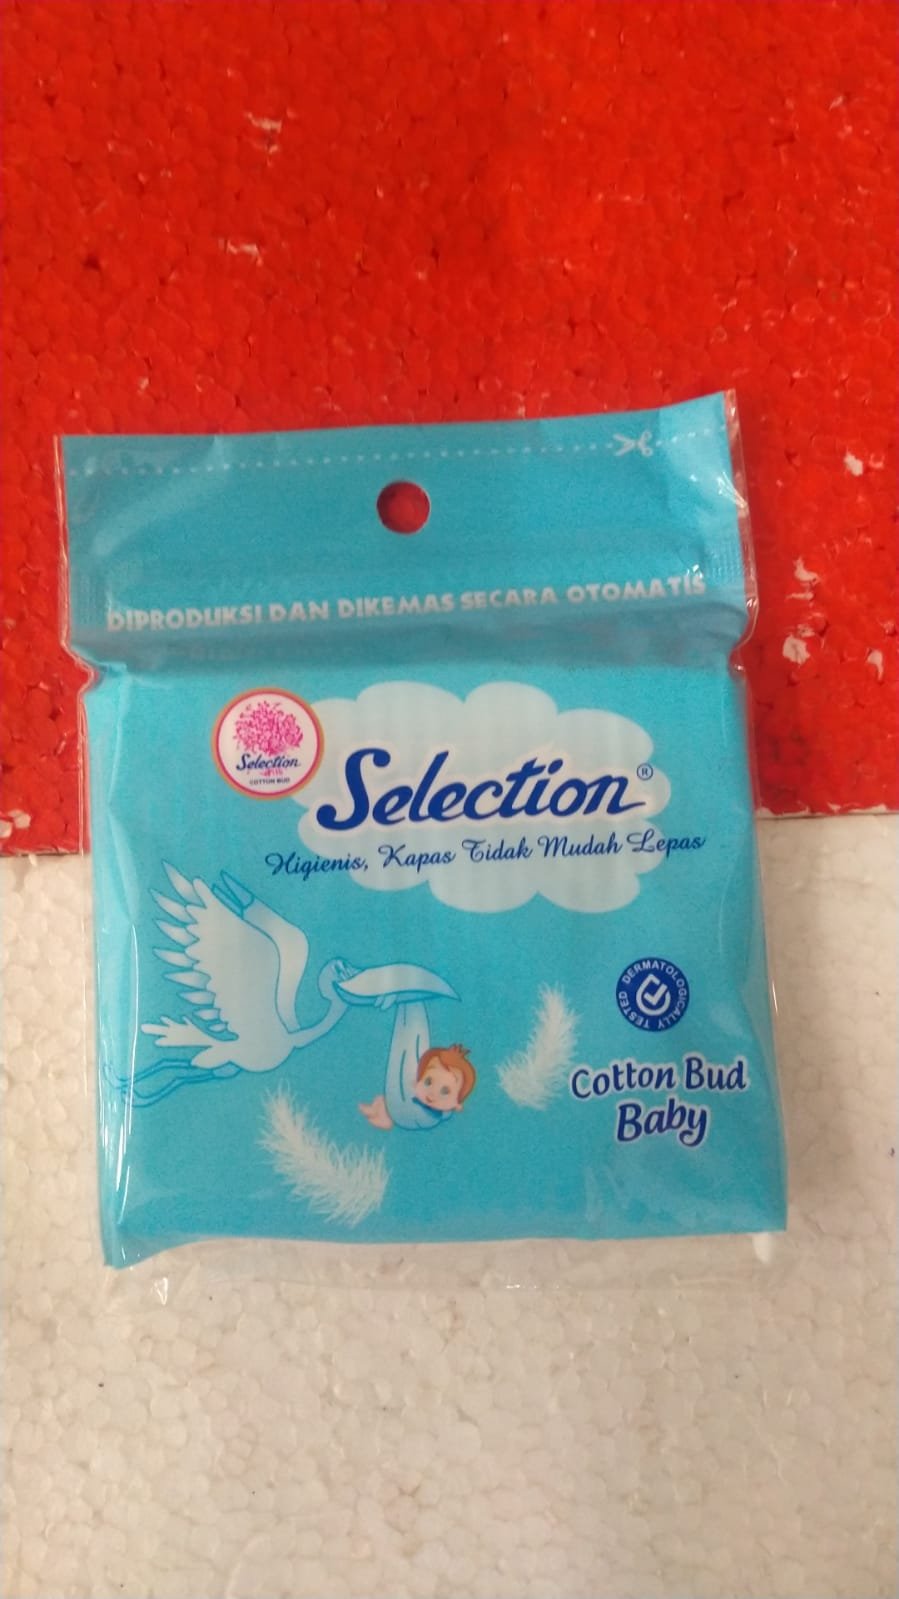 DIPRODUKSI DAN DIKEMAS SECARA OTOMATIS
Selection
COTTON BUD
Selection®
Higienis, Kapas Tidak Mudah Lepas
DERMATOLOGICALLY TESTED
Cotton Bud
Baby